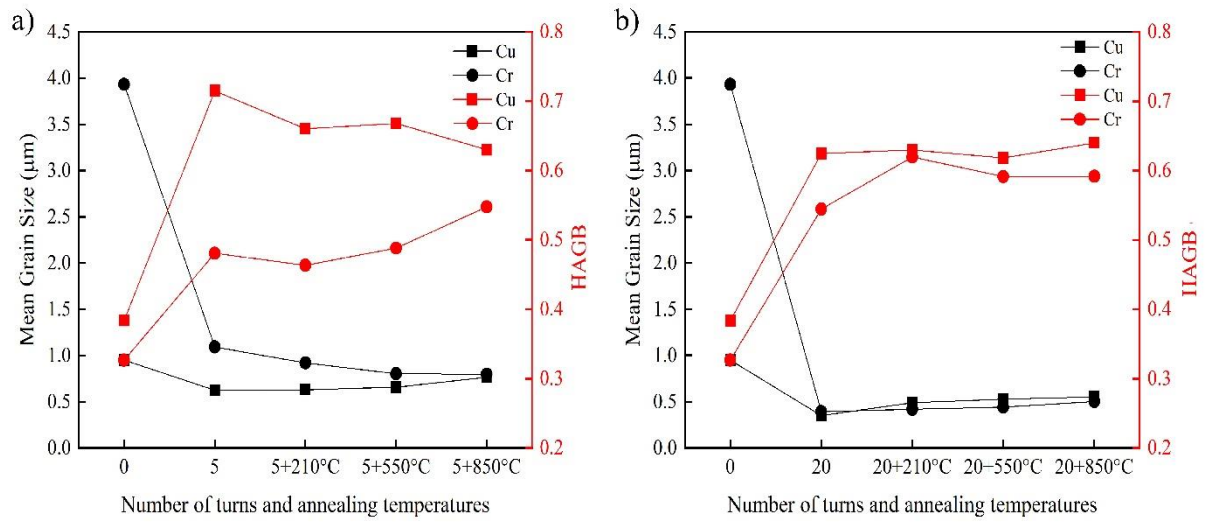 a)
Mean Grain Size (μm)
4.5
4.0
3.5
3.0
2.5
2.0
1.5
1.0
0.5
0.0
Cu
Cr
Cu
Cr
0.8
0.7
0.6
0.5
0.4
0.3
0.2
HAGB
0 5 5+210°C 5+550°C 5+850°C
Number of turns and annealing temperatures
b)
Mean Grain Size (μm)
4.5
4.0
3.5
3.0
2.5
2.0
1.5
1.0
0.5
0.0
Cu
Cr
Cu
Cr
0.8
0.7
0.6
0.5
0.4
0.3
0.2
HAGB
0 20 20+210°C 20+550°C 20+850°C
Number of turns and annealing temperatures